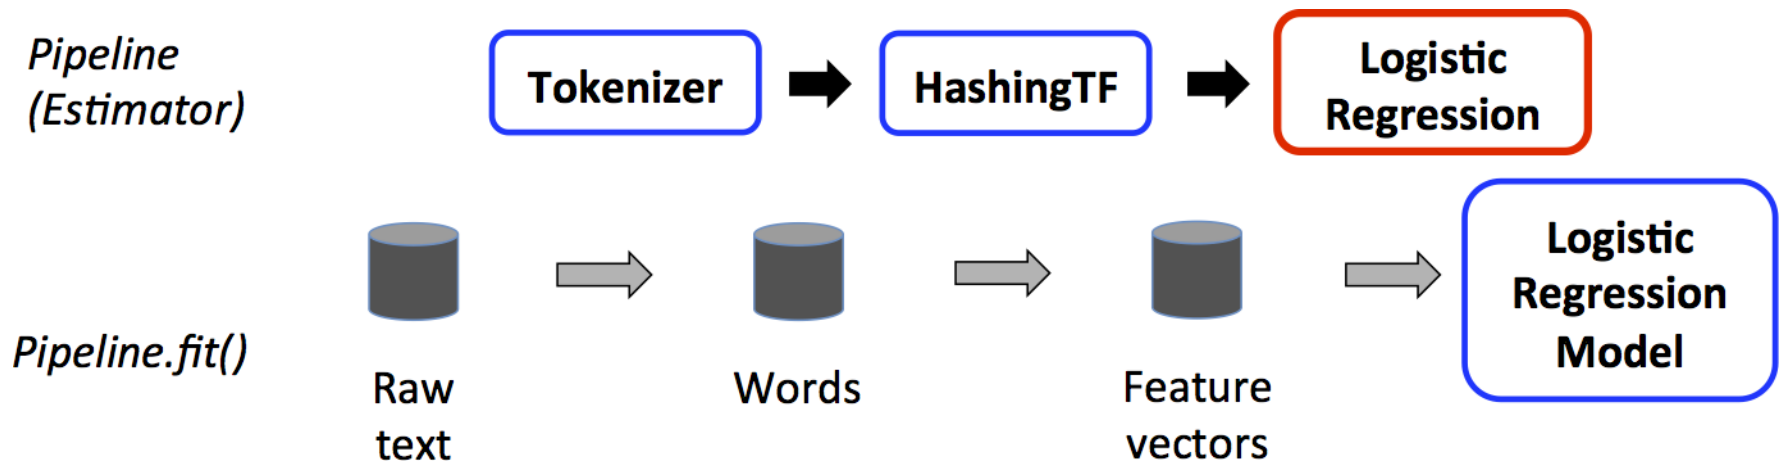 Pipeline
(Estimator)
Tokenizer
HashingTF
Logistic
Regression
Pipeline.fit()
Raw
text
Words
Feature
vectors
Logistic
Regression
Model